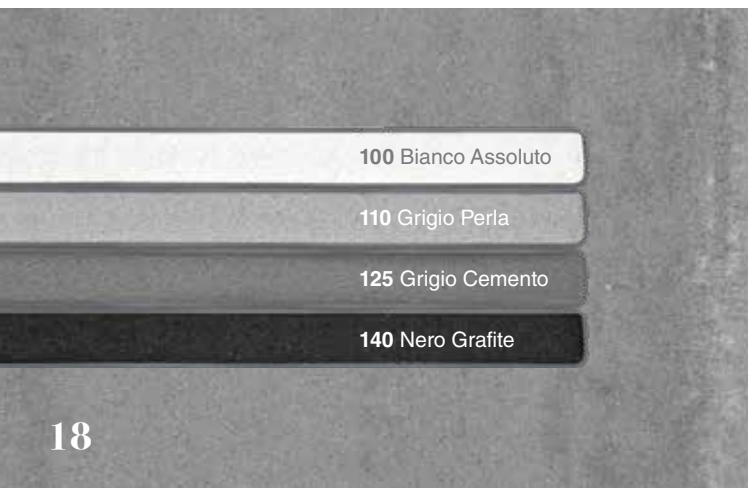 100 Bianco Assoluto
110 Grigio Perla
125 Grigio Cemento
140 Nero Grafite
18